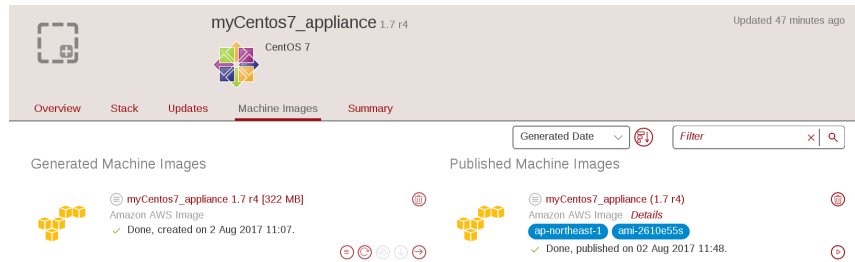 myCentos7_appliance 1.7 r4
Updated 47 minutes ago
CentOS 7
Overview Stack Updates Machine Images Summary
Generated Date
Filter
Generated Machine Images
Published Machine Images
myCentos7_appliance 1.7 r4 [322 MB]
Amazon AWS Image
Done, created on 2 Aug 2017 11:07.
myCentos7_appliance (1.7 r4)
Amazon AWS Image Details
ap-northeast-1 ami-2610e55s
Done, published on 02 Aug 2017 11:48.